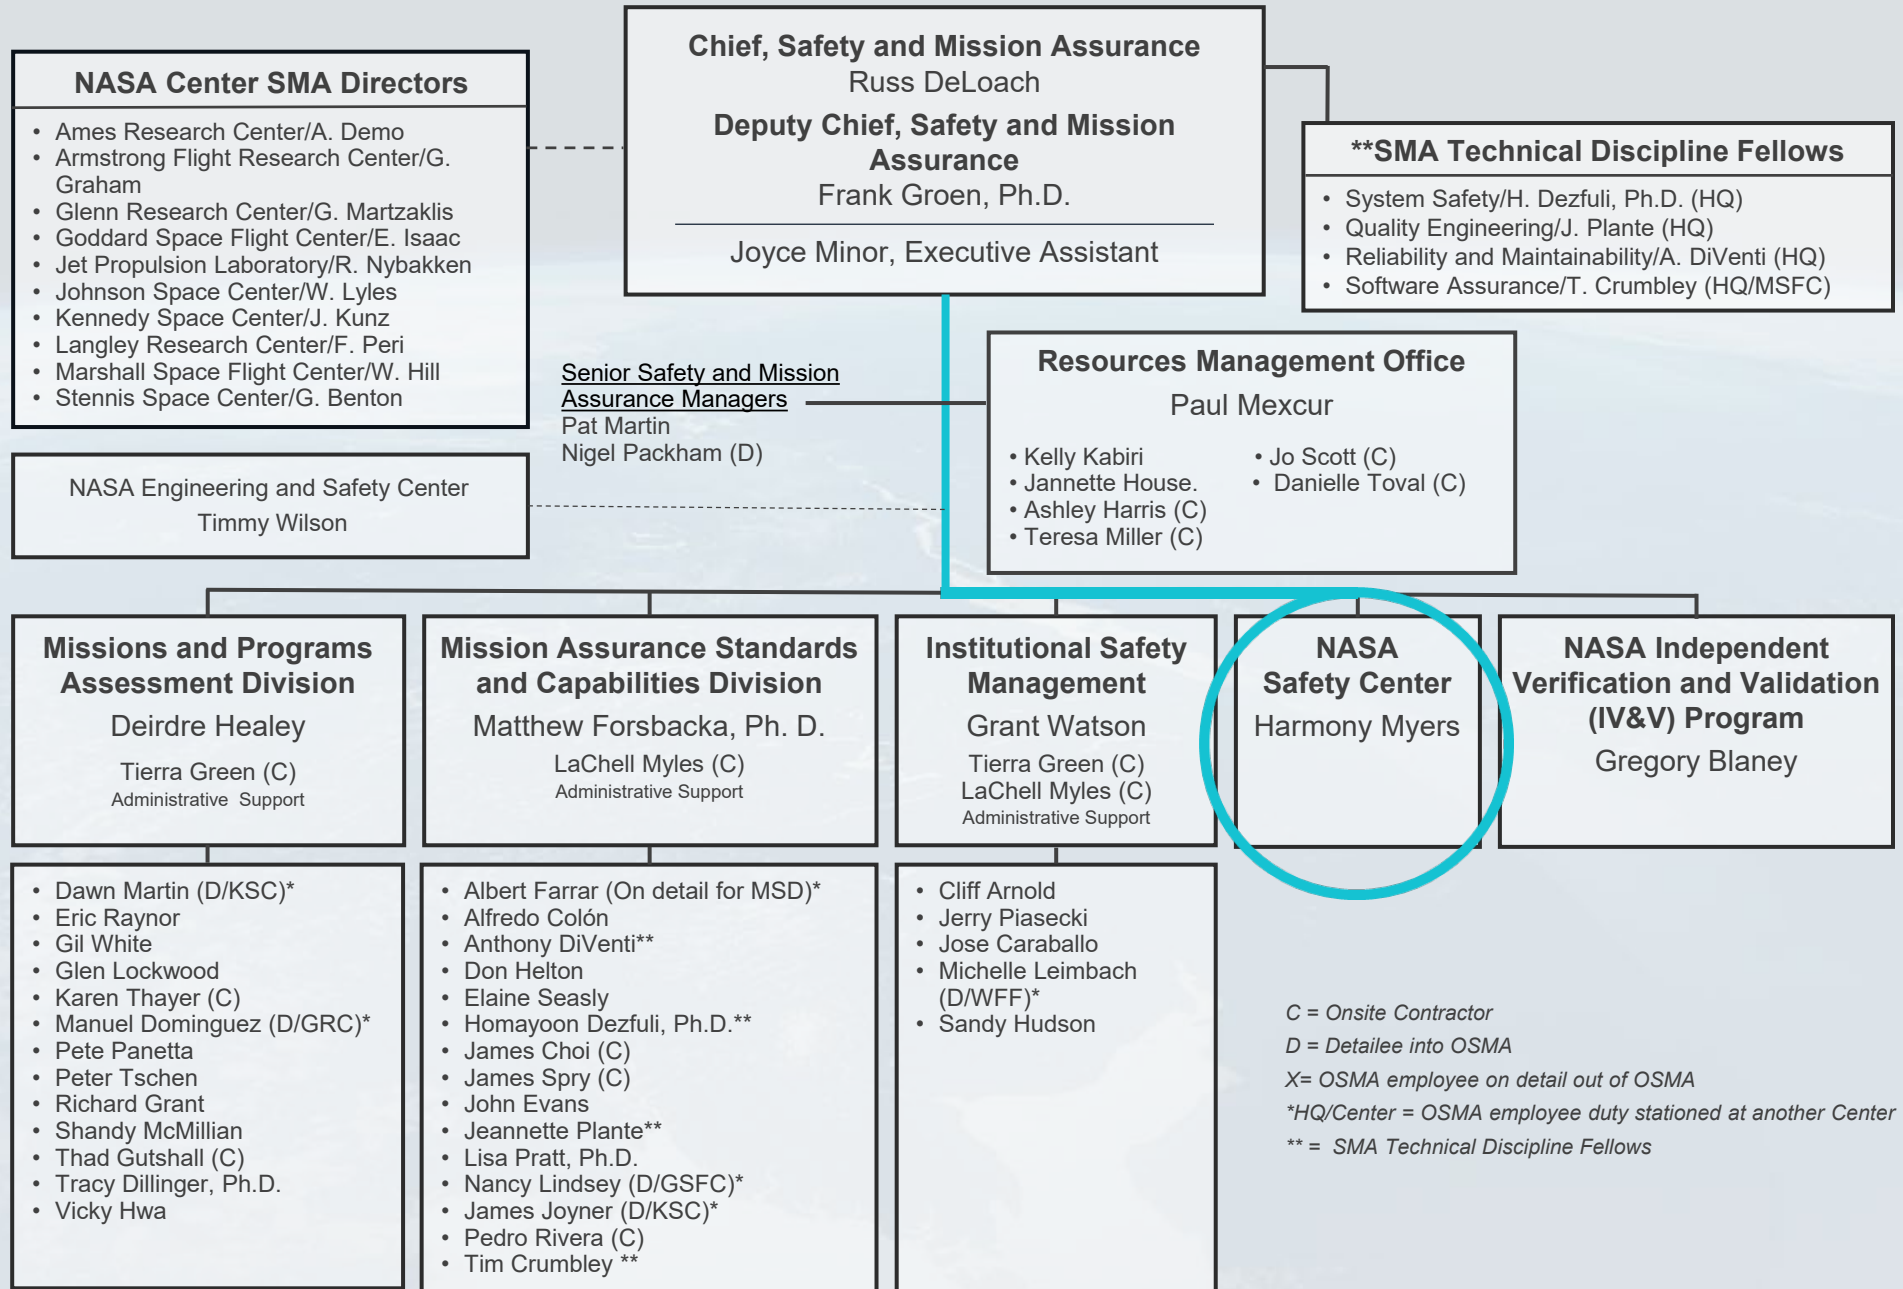 Chief, Safety and Mission Assurance
Russ DeLoach
Deputy Chief, Safety and Mission
Assurance
Frank Groen, Ph.D.
Joyce Minor, Executive Assistant
NASA Center SMA Directors
• Ames Research Center/A. Demo
• Armstrong Flight Research Center/G.
Graham
• Glenn Research Center/G. Martzaklis
• Goddard Space Flight Center/E. Isaac
• Jet Propulsion Laboratory/R. Nybakken
• Johnson Space Center/W. Lyles
• Kennedy Space Center/J. Kunz
• Langley Research Center/F. Peri
• Marshall Space Flight Center/W. Hill
• Stennis Space Center/G. Benton
**SMA Technical Discipline Fellows
• System Safety/H. Dezfuli, Ph.D. (HQ)
• Quality Engineering/J. Plante (HQ)
• Reliability and Maintainability/A. DiVenti (HQ)
• Software Assurance/T. Crumbley (HQ/MSFC)
Senior Safety and Mission
Assurance Managers
Pat Martin
Nigel Packham (D)
Resources Management Office
Paul Mexcur
• Kelly Kabiri
• Jannette House.
• Ashley Harris (C)
• Teresa Miller (C)
• Jo Scott (C)
• Danielle Toval (C)
NASA Engineering and Safety Center
Timmy Wilson
Missions and Programs
Assessment Division
Deirdre Healey
Tierra Green (C)
Administrative Support
• Dawn Martin (D/KSC)*
• Eric Raynor
• Gil White
• Glen Lockwood
• Karen Thayer (C)
• Manuel Dominguez (D/GRC)*
• Pete Panetta
• Peter Tschen
• Richard Grant
• Shandy McMillian
• Thad Gutshall (C)
• Tracy Dillinger, Ph.D.
• Vicky Hwa
Mission Assurance Standards
and Capabilities Division
Matthew Forsbacka, Ph. D.
LaChell Myles (C)
Administrative Support
• Albert Farrar (On detail for MSD)*
• Alfredo Colón
• Anthony DiVenti**
• Don Helton
• Elaine Seasly
• Homayoon Dezfuli, Ph.D.**
• James Choi (C)
• James Spry (C)
• John Evans
• Jeannette Plante**
• Lisa Pratt, Ph.D.
• Nancy Lindsey (D/GSFC)*
• James Joyner (D/KSC)*
• Pedro Rivera (C)
• Tim Crumbley **
Institutional Safety
Management
Grant Watson
Tierra Green (C)
LaChell Myles (C)
Administrative Support
• Cliff Arnold
• Jerry Piasecki
• Jose Caraballo
• Michelle Leimbach
(D/WFF)*
• Sandy Hudson
NASA
Safety Center
Harmony Myers
NASA Independent
Verification and Validation
(IV&V) Program
Gregory Blaney
C = Onsite Contractor
D = Detailee into OSMA
X= OSMA employee on detail out of OSMA
*HQ/Center = OSMA employee duty stationed at another Center
** = SMA Technical Discipline Fellows